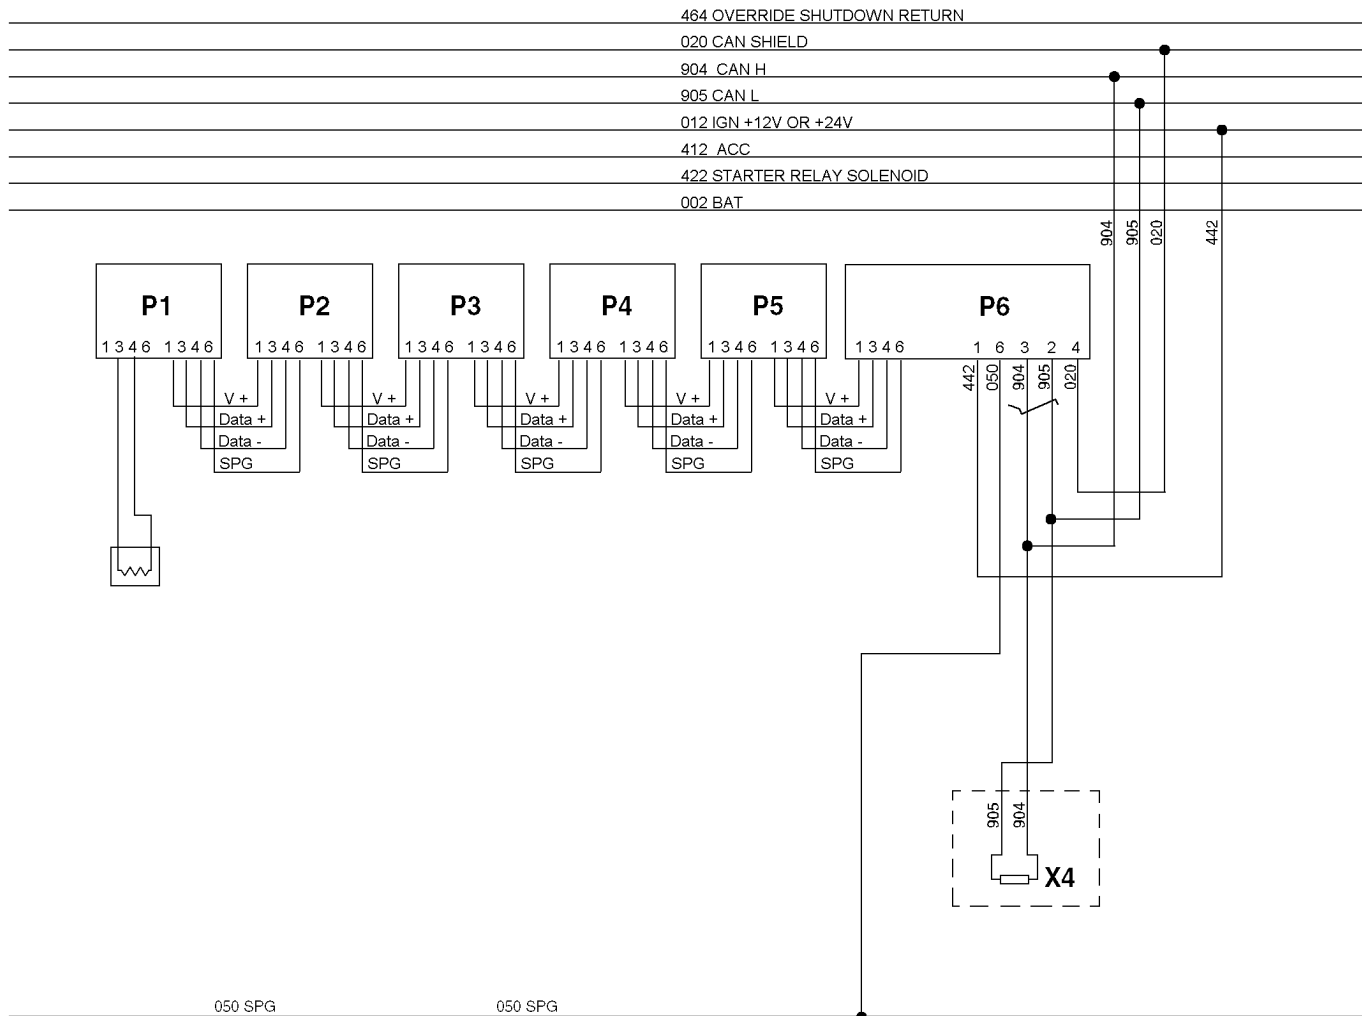 464 OVERRIDE SHUTDOWN RETURN
020 CAN SHIELD
904 CAN H
905 CAN L
012 IGN +12V OR +24V
412 ACC
422 STARTER RELAY SOLENOID
002 BAT
904 905 020 442
P1 P2 P3 P4 P5 P6
1 3 4 6 1 3 4 6 1 3 4 6 1 3 4 6 1 3 4 6 1 3 4 6 1 3 4 6 1 3 4 6 1 3 4 6 1 3 4 6 1 3 4 6 1 6 3 2 4
442 050 904 905 020
V + V + V + V + V +
Data + Data + Data + Data + Data +
Data - Data - Data - Data - Data -
SPG SPG SPG SPG SPG
905 904
X4
050 SPG 050 SPG